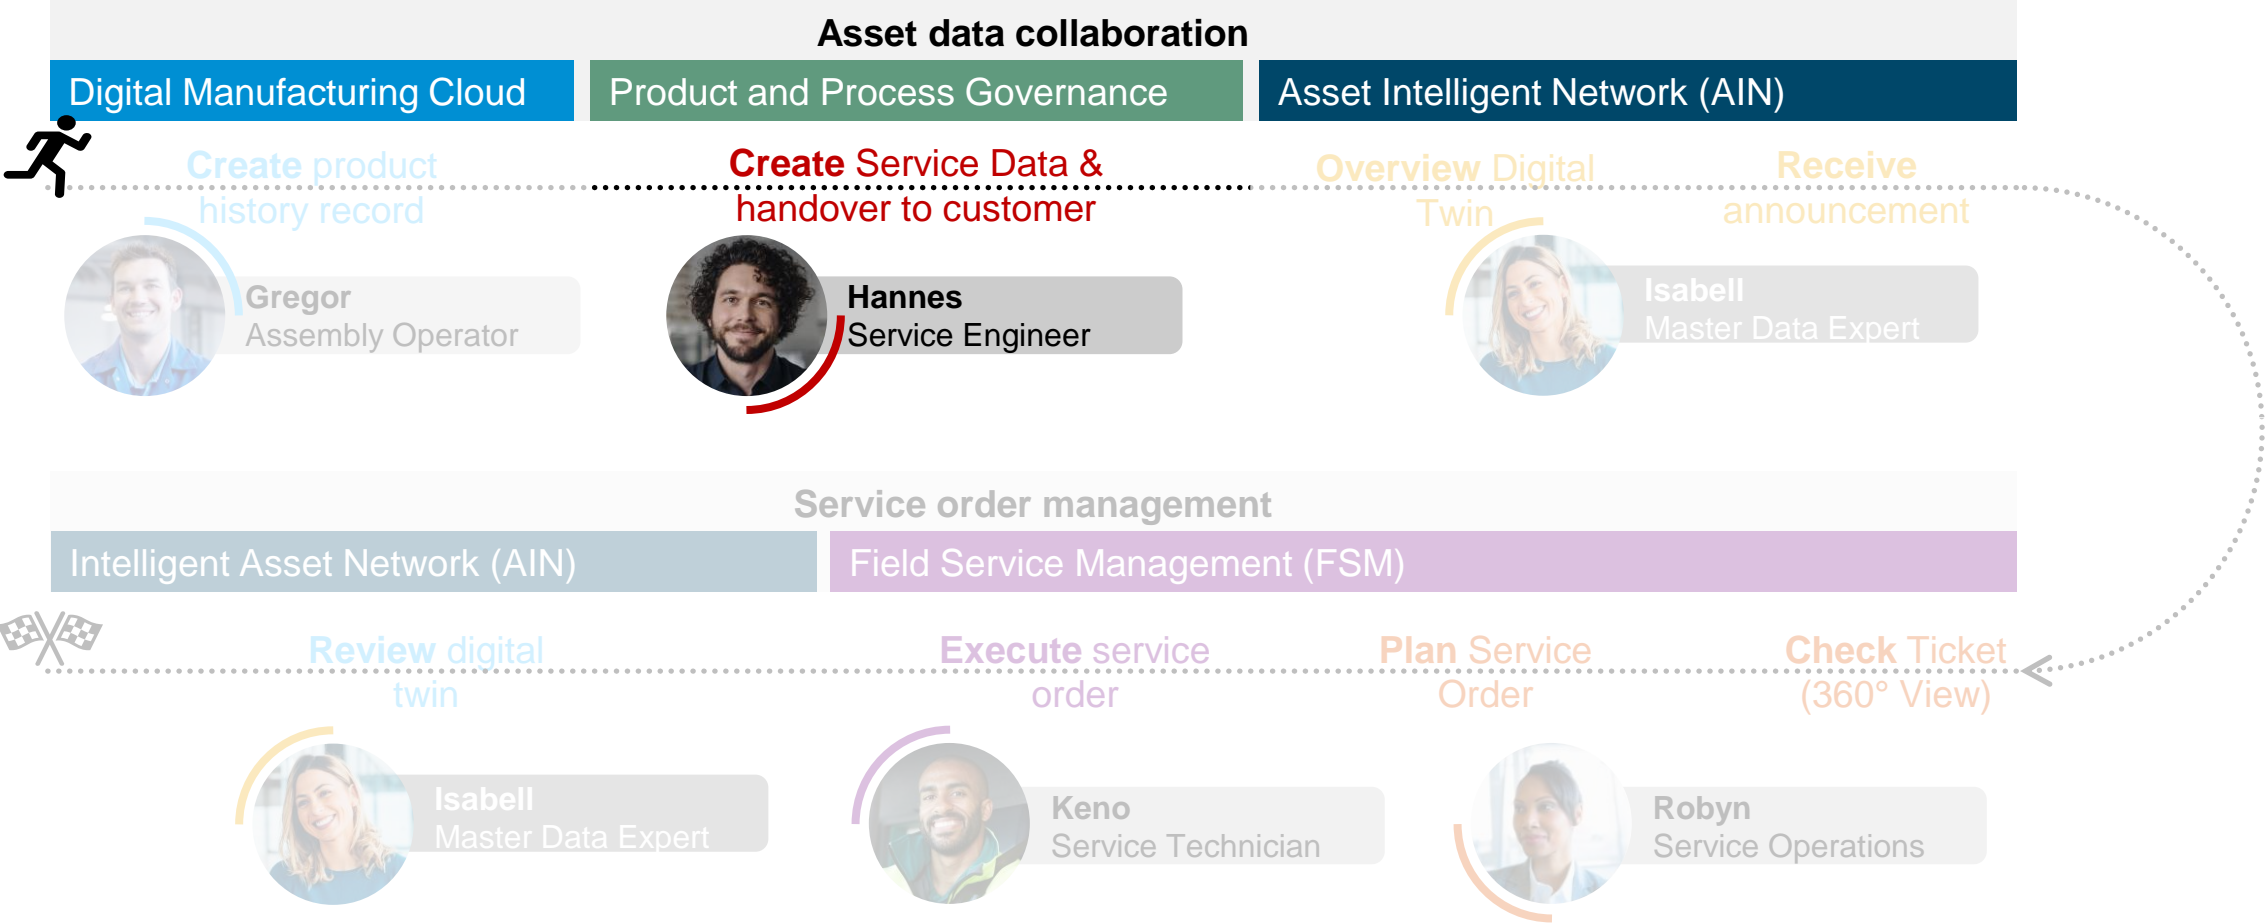 Asset data collaboration
Digital Manufacturing Cloud
Product and Process Governance
Asset Intelligent Network (AIN)
Create product
history record
Create Service Data &
handover to customer
Overview Digital
Twin
Receive
announcement
Gregor
Assembly Operator
Hannes
Service Engineer
Isabell
Master Data Expert
Service order management
Intelligent Asset Network (AIN)
Field Service Management (FSM)
Review digital
twin
Execute service
order
Plan Service
Order
Check Ticket
(360° View)
Isabell
Master Data Expert
Keno
Service Technician
Robyn
Service Operations